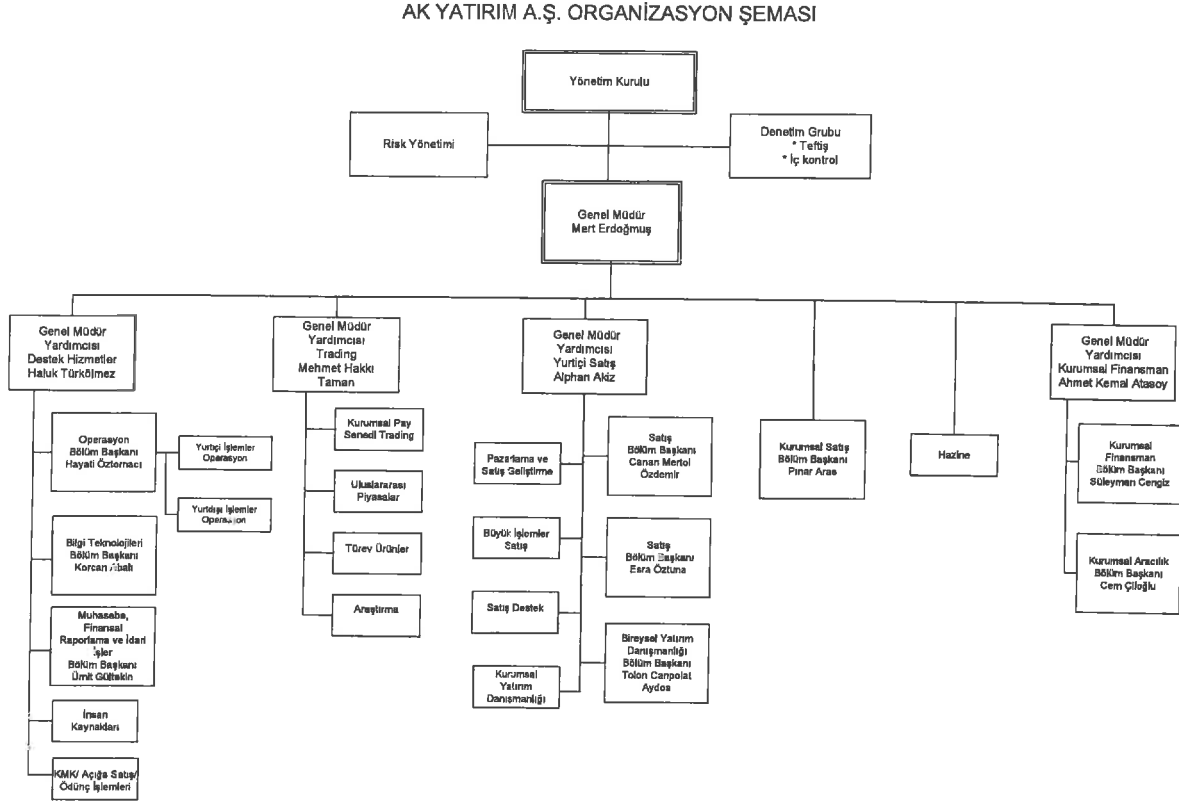 AK YATIRIM A.Ş. ORGANİZASYON ŞEMASI
Yönetim Kurulu
Risk Yönetimi
Denetim Grubu
* Teftiş
* İç kontrol
Genel Müdür
Mert Erdoğmuş
Genel Müdür
Yardımcısı
Destek Hizmetler
Haluk Türkölmez
Genel Müdür
Yardımcısı
Trading
Mehmet Hakkı
Taman
Genel Müdür
Yardımcısı
Yurtiçi Satış
Alphan Akiz
Genel Müdür
Yardımcısı
Kurumsal Finansman
Ahmet Kemal Atasoy
Operasyon
Bölüm Başkanı
Hayati Öztornacı
Yurtiçi İşlemler
Operasyon
Yurtdışı İşlemler
Operasyon
Bilgi Teknolojileri
Bölüm Başkanı
Korcan Abalı
Muhasebe,
Finansal
Raporlama ve İdari
İşler
Bölüm Başkanı
Ümit Gültekin
İnsan
Kaynakları
KMK/ Açığa Satış/
Ödünç İşlemleri
Kurumsal Pay
Senedi Trading
Uluslararası
Piyasalar
Türev Ürünler
Araştırma
Pazarlama ve
Satış Geliştirme
Büyük İşlemler
Satış
Satış Destek
Kurumsal
Yatırım
Danışmanlığı
Satış
Bölüm Başkanı
Canan Mertol
Özdemir
Satış
Bölüm Başkanı
Esra Öztuna
Bireysel Yatırım
Danışmanlığı
Bölüm Başkanı
Tolon Canpolat
Aydos
Kurumsal Satış
Bölüm Başkanı
Pınar Aras
Hazine
Kurumsal
Finansman
Bölüm Başkanı
Süleyman Cengiz
Kurumsal Aracılık
Bölüm Başkanı
Cem Çiloğlu